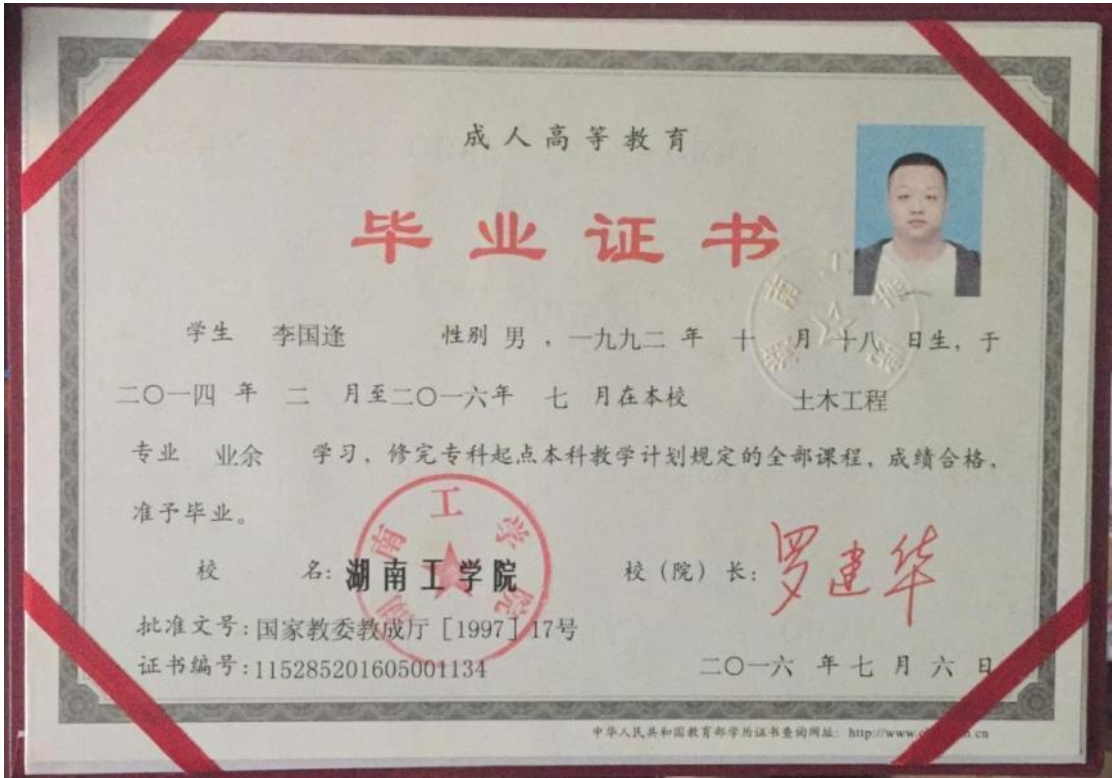 成人高等教育
毕业证书
学生 李国逢 性别 男 , 一九九二 年 十 月 十八 日生, 于
二〇一四 年 二 月至二〇一六年 七 月在本校 土木工程
专业 业余 学习, 修完专科起点本科教学计划规定的全部课程, 成绩合格,
准予毕业。
校 名: 湖南工学院 校(院)长: 罗建华
湖南工学院
批准文号: 国家教委教成厅 [1997] 17号
证书编号: 115285201605001134 二〇一六 年 七 月 六 日
中华人民共和国教育部学历证书查询网址: http://www.